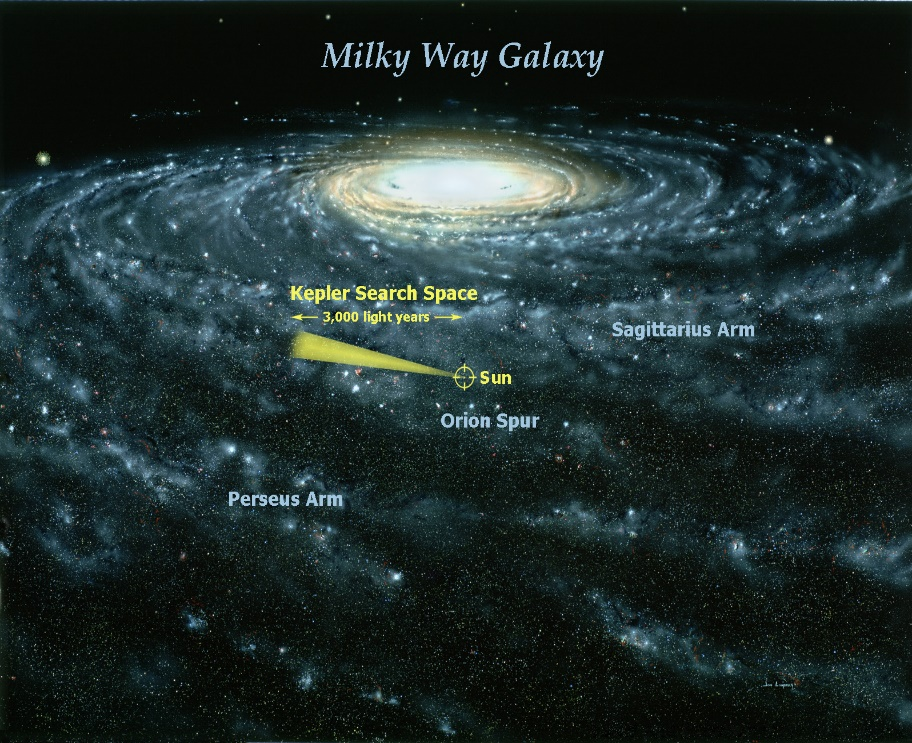 Milky Way Galaxy
Kepler Search Space
3,000 light years
Sagittarius Arm
Sun
Orion Spur
Perseus Arm